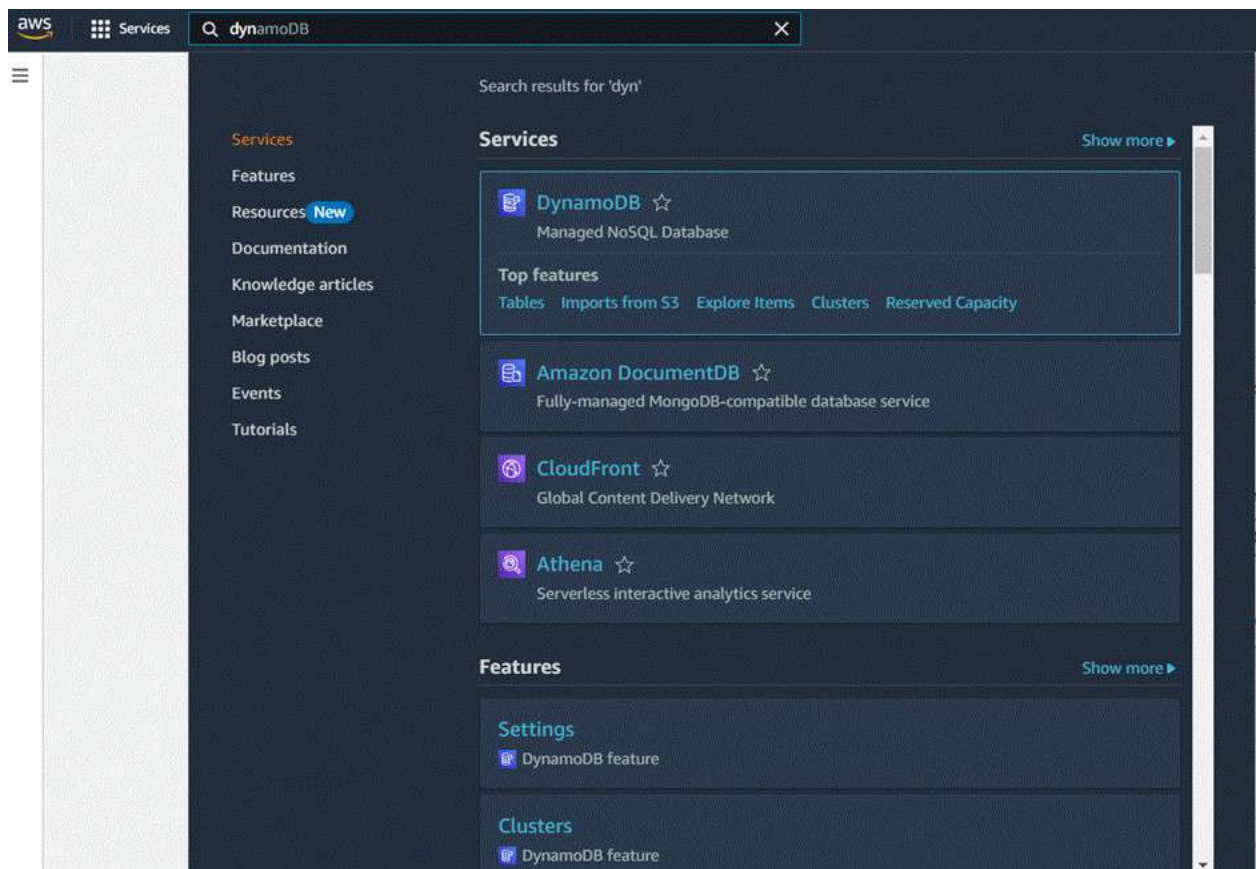 aws
Services
dynamoDB
Search results for 'dyn'
Services
Features
Resources New
Documentation
Knowledge articles
Marketplace
Blog posts
Events
Tutorials
Services Show more
DynamoDB
Managed NoSQL Database
Top features
Tables Imports from S3 Explore Items Clusters Reserved Capacity
Amazon DocumentDB
Fully-managed MongoDB-compatible database service
CloudFront
Global Content Delivery Network
Athena
Serverless interactive analytics service
Features Show more
Settings
DynamoDB feature
Clusters
DynamoDB feature